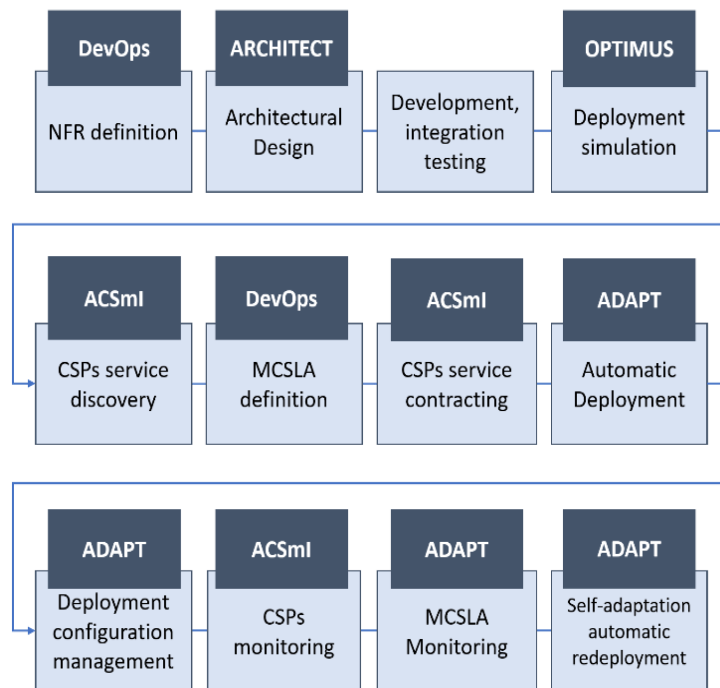 DevOps
NFR definition
ARCHITECT
Architectural
Design
Development,
integration
testing
OPTIMUS
Deployment
simulation
ACSmI
CSPs service
discovery
DevOps
MCSLA
definition
ACSmI
CSPs service
contracting
ADAPT
Automatic
Deployment
ADAPT
Deployment
configuration
management
ACSmI
CSPs
monitoring
ADAPT
MCSLA
Monitoring
ADAPT
Self-adaptation
automatic
redeployment